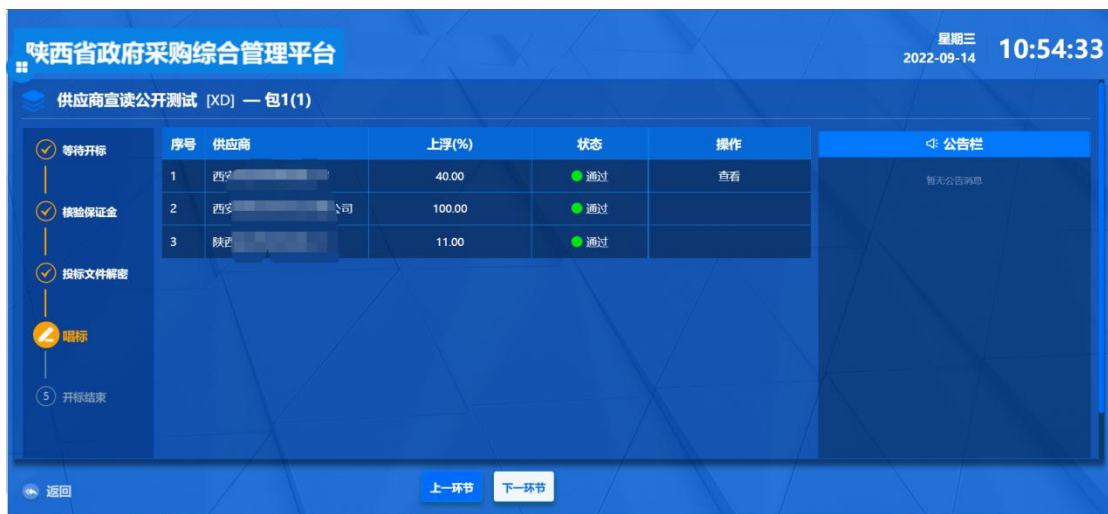 陕西省政府采购综合管理平台
星期三
2022-09-14
10:54:33
供应商宣读公开测试 [XD] — 包1(1)
等待开标
核验保证金
投标文件解密
唱标
5 开标结束
序号 供应商 上浮(%) 状态 操作
1 西安 40.00 通过 查看
2 西安 公司 100.00 通过
3 陕西 11.00 通过
公告栏
暂无公告消息
返回
上一环节
下一环节